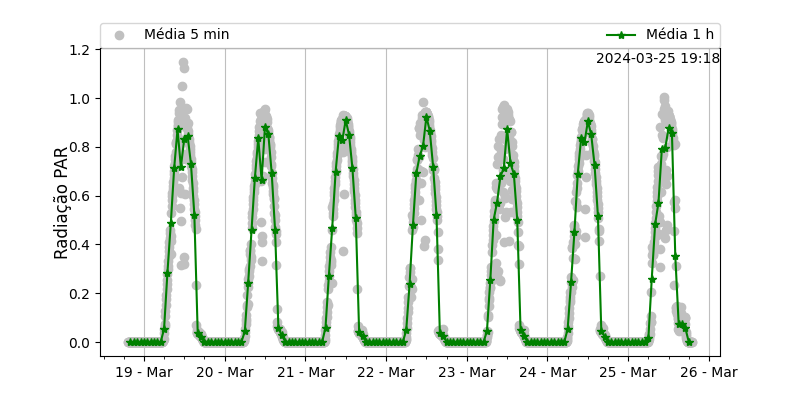 Média 5 min
Média 1 h
2024-03-25 19:18
Radiação PAR
1.2
1.0
0.8
0.6
0.4
0.2
0.0
19 - Mar
20 - Mar
21 - Mar
22 - Mar
23 - Mar
24 - Mar
25 - Mar
26 - Mar